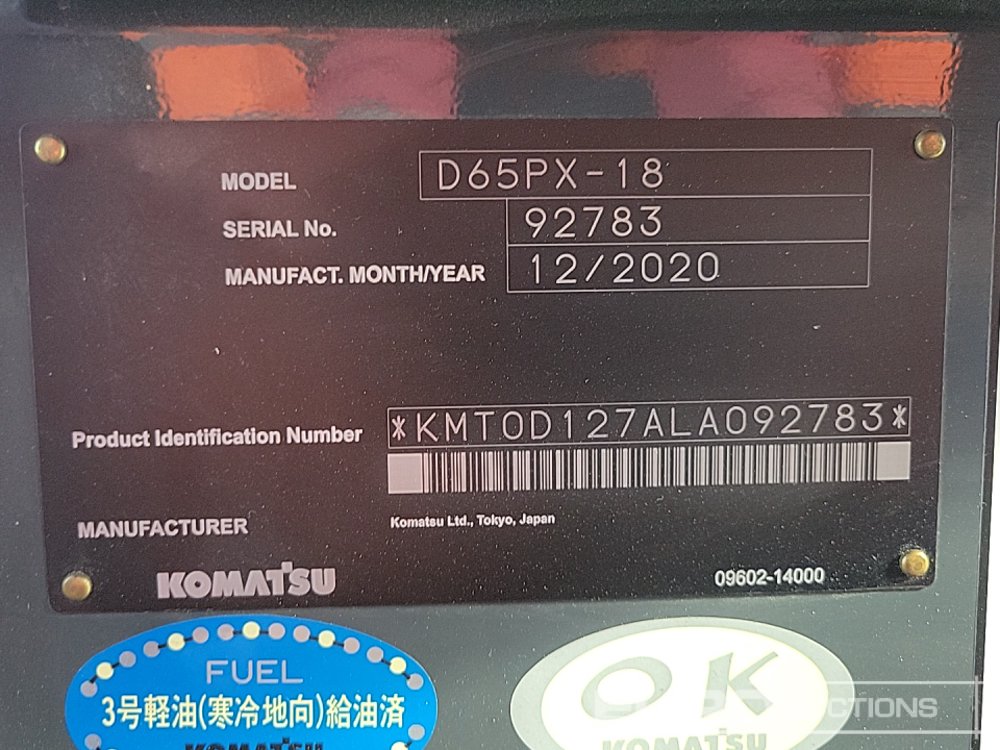 MODEL D65PX-18
SERIAL No. 92783
MANUFACT. MONTH/YEAR 12/2020
Product Identification Number *KMT0D127ALA092783*
MANUFACTURER Komatsu Ltd., Tokyo, Japan
KOMATSU 09602-14000
FUEL
3号軽油(寒冷地向)給油済
KOMATSU
OK
KOMATSU